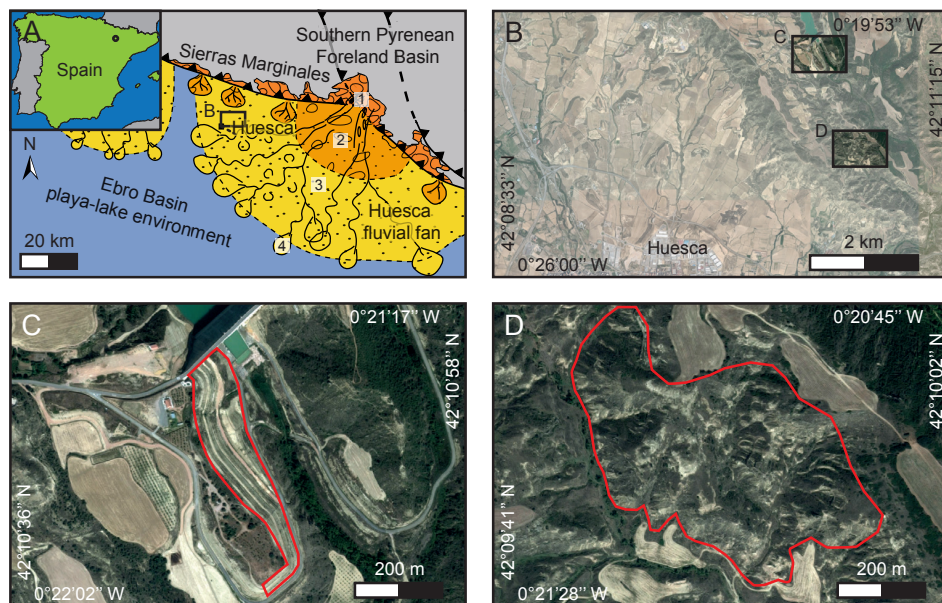 A
Spain
N
Sierras Marginales
Southern Pyrenean
Foreland Basin
1
B
Huesca
2
3
Ebro Basin
playa-lake environment
Huesca
fluvial fan
4
20 km
B
0°19'53'' W
C
42°11'15'' N
D
42°08'33'' N
Huesca
0°26'00'' W
2 km
C
0°21'17'' W
42°10'58'' N
42°10'36'' N
0°22'02'' W
200 m
D
0°20'45'' W
42°10'02'' N
42°09'41'' N
0°21'28'' W
200 m